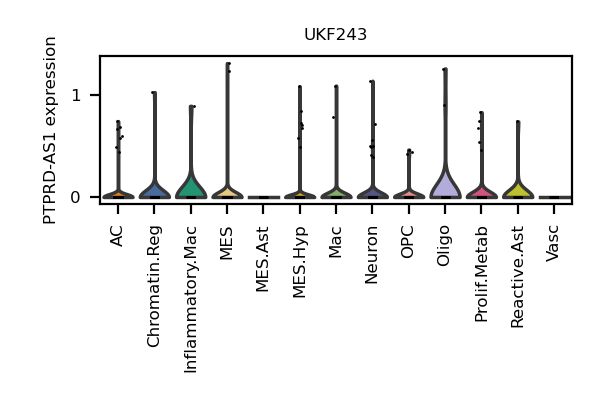 UKF243
PTPRD-AS1 expression
1
0
AC
Chromatin.Reg
Inflammatory.Mac
MES
MES.Ast
MES.Hyp
Mac
Neuron
OPC
Oligo
Prolif.Metab
Reactive.Ast
Vasc